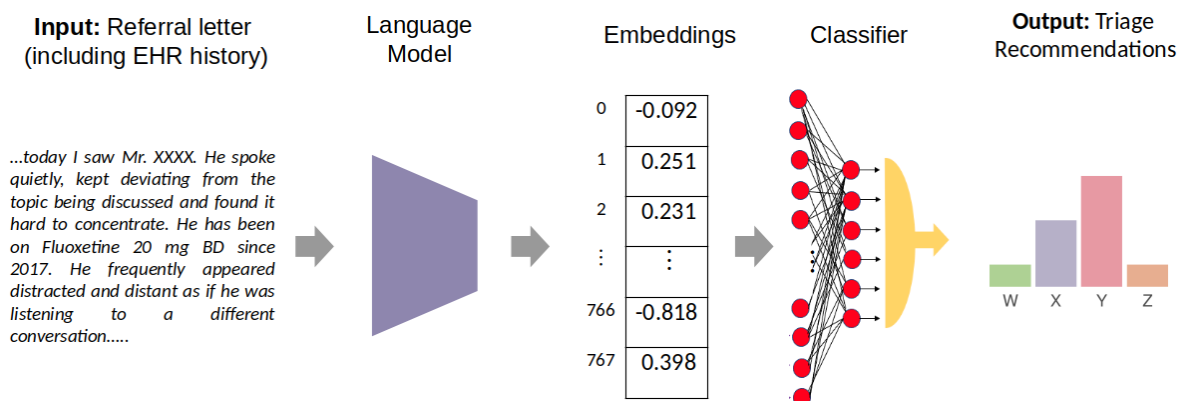 Input: Referral letter
(including EHR history)
Language
Model
Embeddings
Classifier
Output: Triage
Recommendations
...today I saw Mr. XXXX. He spoke
quietly, kept deviating from the
topic being discussed and found it
hard to concentrate. He has been
on Fluoxetine 20 mg BD since
2017. He frequently appeared
distracted and distant as if he was
listening to a different
conversation.....
0 -0.092
1 0.251
2 0.231
⋮ ⋮
766 -0.818
767 0.398
⋮
W X Y Z